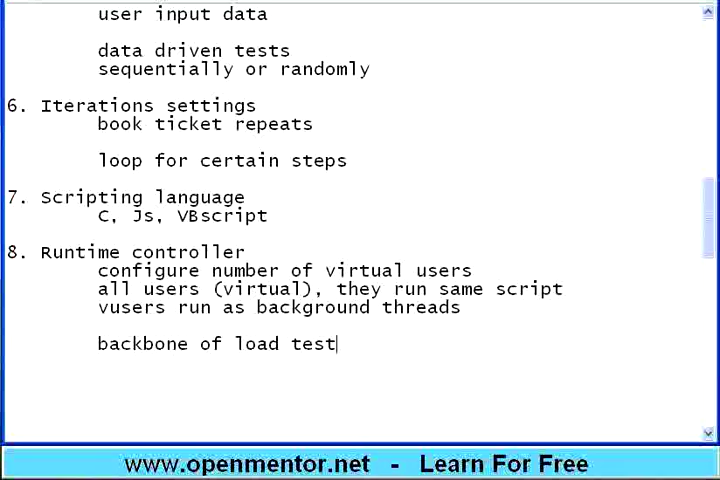 user input data
data driven tests
sequentially or randomly
6. Iterations settings
book ticket repeats
loop for certain steps
7. Scripting language
C, Js, VBscript
8. Runtime controller
configure number of virtual users
all users (virtual), they run same script
vusers run as background threads
backbone of load test
www.openmentor.net - Learn For Free